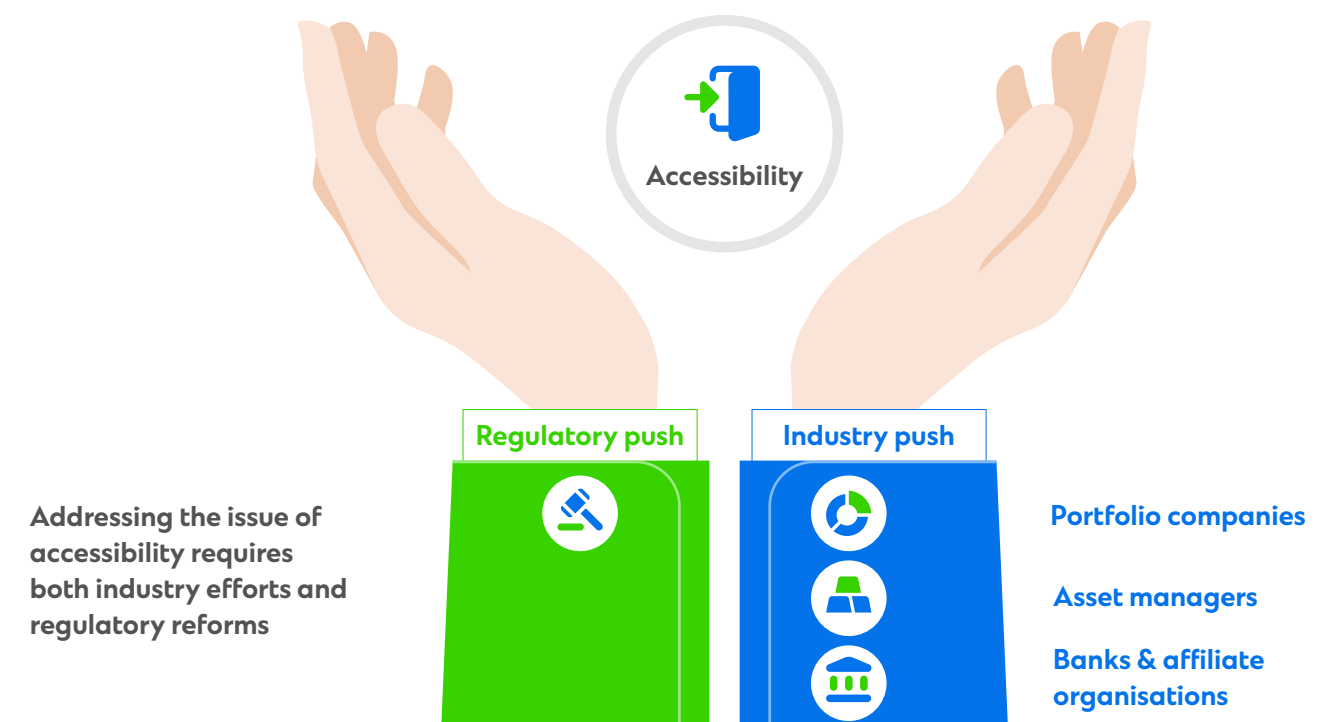 Accessibility
Regulatory push
Industry push
Addressing the issue of
accessibility requires
both industry efforts and
regulatory reforms
Portfolio companies
Asset managers
Banks & affiliate
organisations